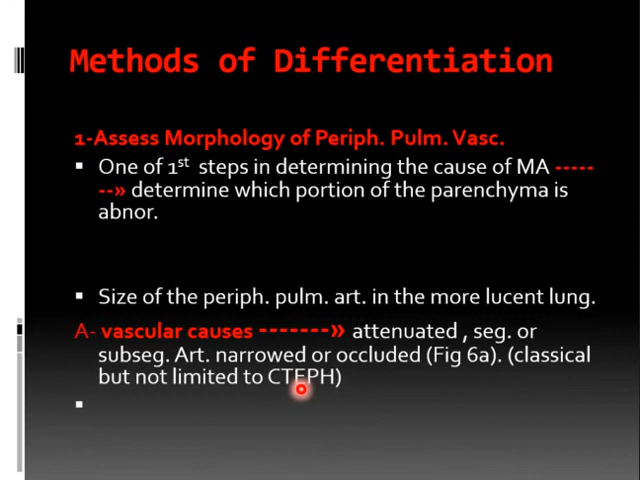 Methods of Differentiation
1-Assess Morphology of Periph. Pulm. Vasc.
▪ One of 1st steps in determining the cause of MA -----
--» determine which portion of the parenchyma is
abnor.
▪ Size of the periph. pulm. art. in the more lucent lung.
A- vascular causes -------» attenuated , seg. or
subseg. Art. narrowed or occluded (Fig 6a). (classical
but not limited to CTEPH)
▪